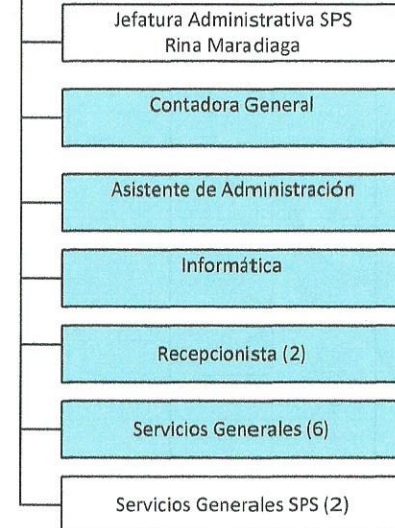 Jefatura Administrativa SPS
Rina Maradiaga
Contadora General
Asistente de Administración
Informática
Recepcionista (2)
Servicios Generales (6)
Servicios Generales SPS (2)